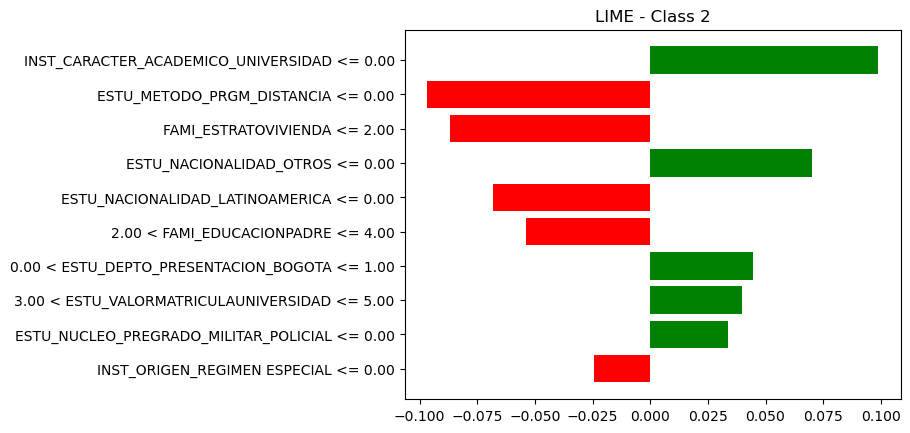 LIME - Class 2
INST_CARACTER_ACADEMICO_UNIVERSIDAD <= 0.00
ESTU_METODO_PRGM_DISTANCIA <= 0.00
FAMI_ESTRATOVIVIENDA <= 2.00
ESTU_NACIONALIDAD_OTROS <= 0.00
ESTU_NACIONALIDAD_LATINOAMERICA <= 0.00
2.00 < FAMI_EDUCACIONPADRE <= 4.00
0.00 < ESTU_DEPTO_PRESENTACION_BOGOTA <= 1.00
3.00 < ESTU_VALORMATRICULAUNIVERSIDAD <= 5.00
ESTU_NUCLEO_PREGRADO_MILITAR_POLICIAL <= 0.00
INST_ORIGEN_REGIMEN ESPECIAL <= 0.00
−0.100 −0.075 −0.050 −0.025 0.000 0.025 0.050 0.075 0.100